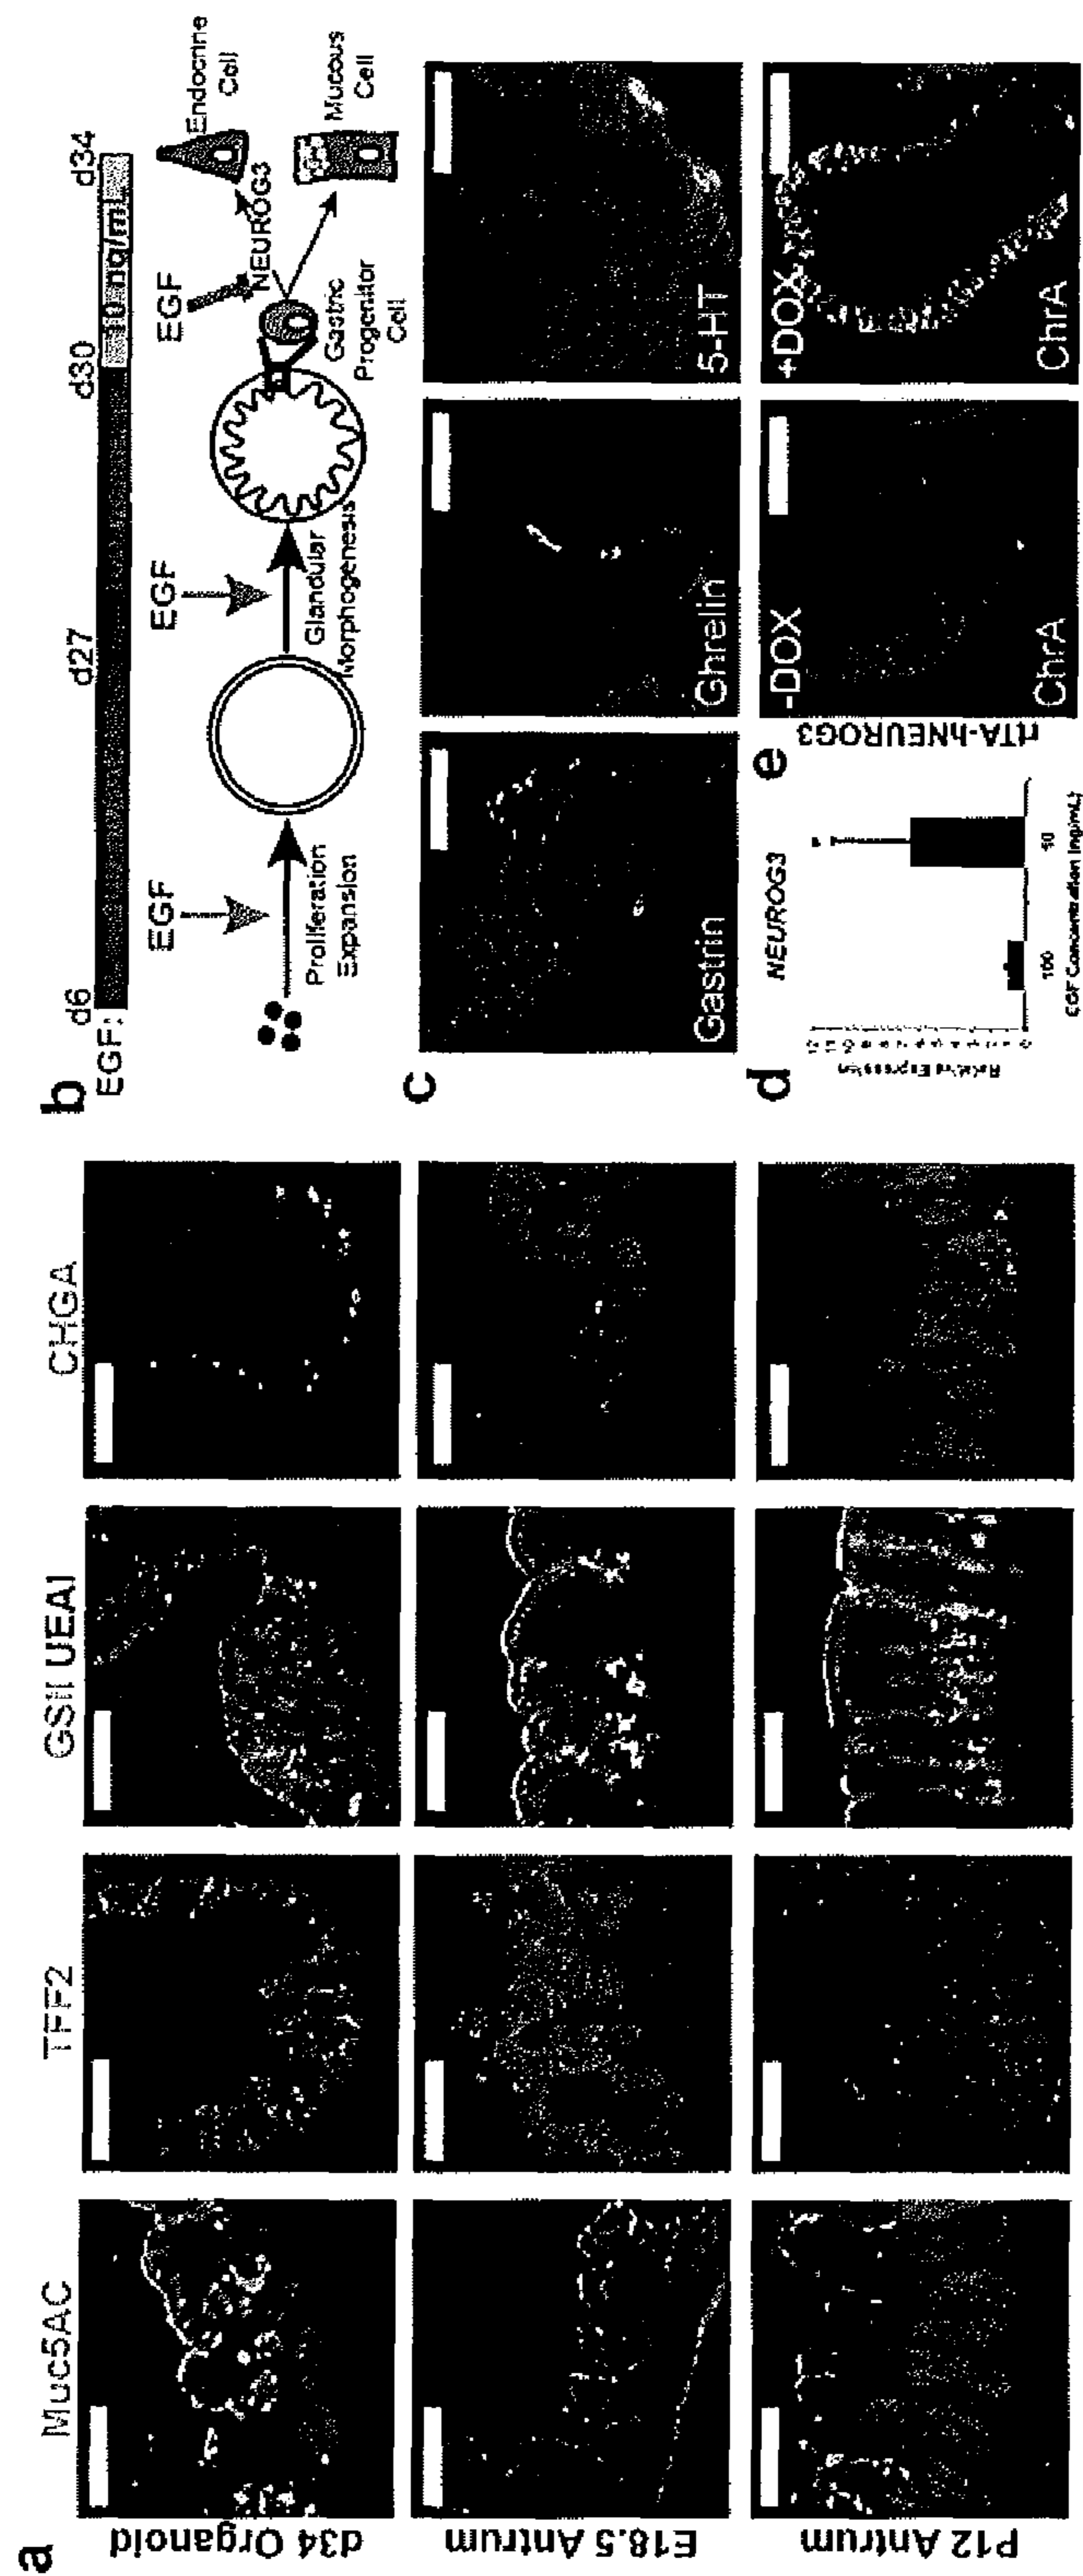 a
Muc5AC
TFF2
GSII UEAI
CHGA
d34 Organoid
E18.5 Antrum
P12 Antrum
b
d6
d27
d30
d34
EGF:
10 ng/ml
EGF
EGF
EGF
Proliferation
Expansion
Glandular
Morphogenesis
NEUROG3
Gastric
Progenitor
Cell
Endocrine
Cell
Mucous
Cell
c
Gastrin
Ghrelin
5-HT
d
NEUROG3
Relative Expression
100
10
Concentration (ng/mL)
e
rtTA-hNEUROG3
-DOX
ChrA
+DOX
ChrA